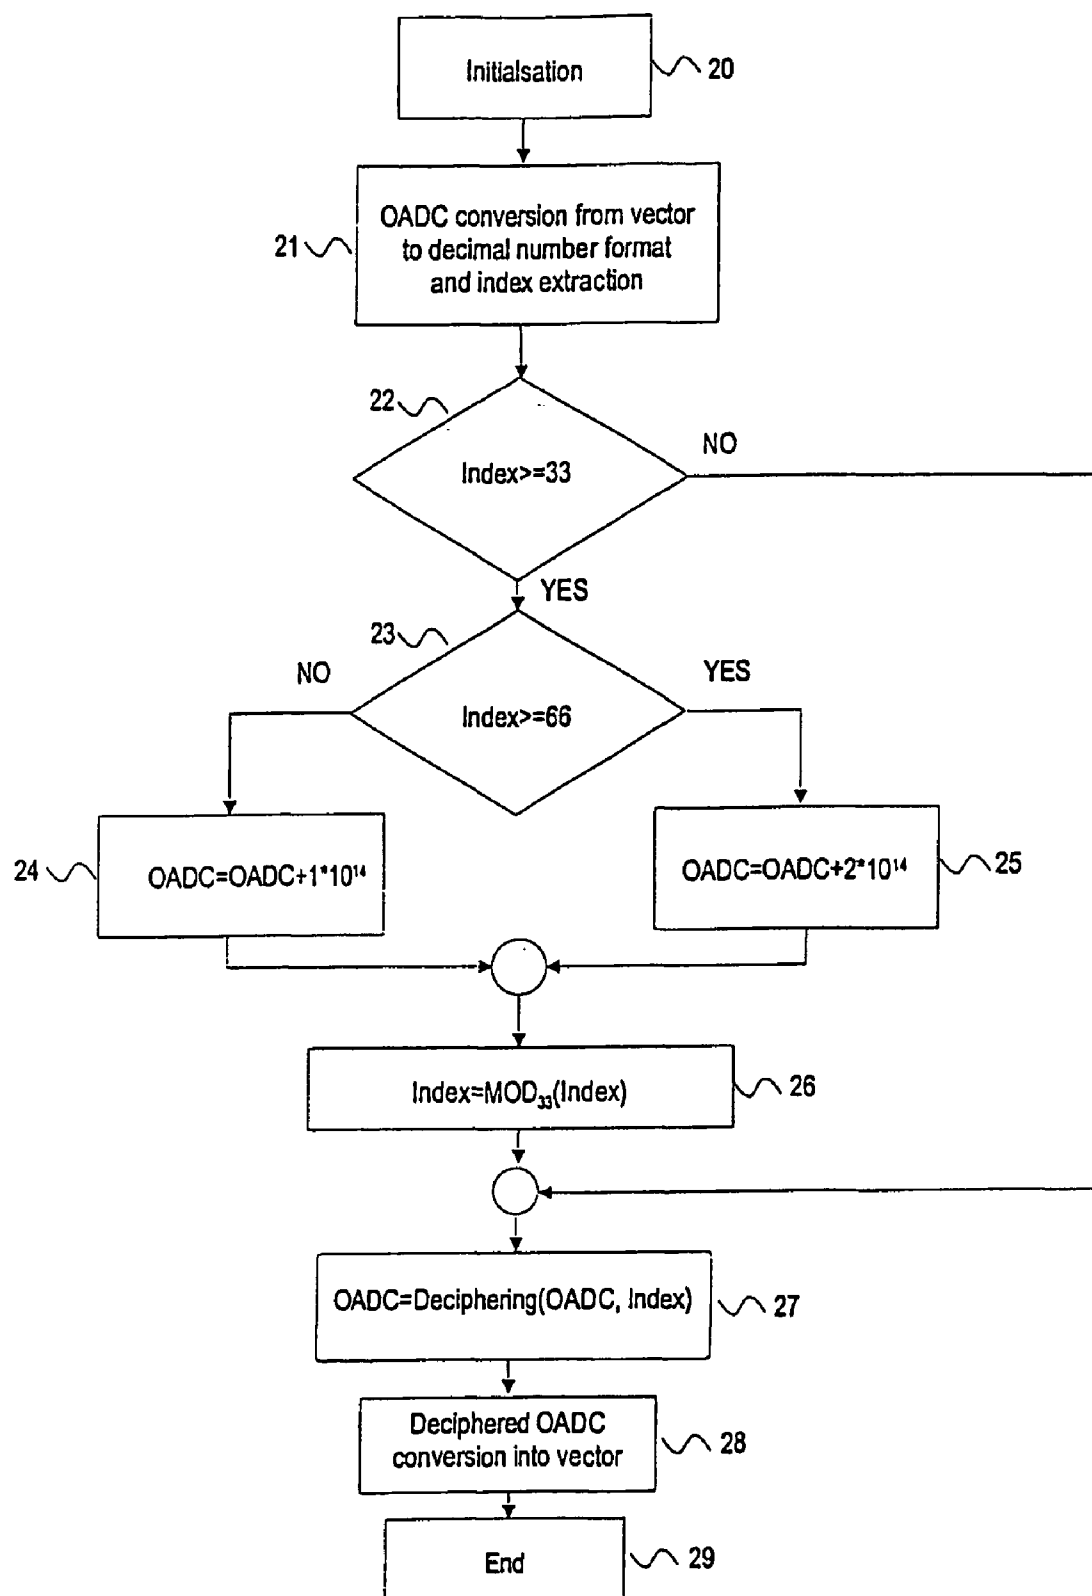 Initialsation
20
OADC conversion from vector
to decimal number format
and index extraction
21
22
Index>=33
NO
YES
23
NO
Index>=66
YES
24
OADC=OADC+1*10¹⁴
OADC=OADC+2*10¹⁴
25
Index=MOD₃₃(Index)
26
OADC=Deciphering(OADC, Index)
27
Deciphered OADC
conversion into vector
28
End
29